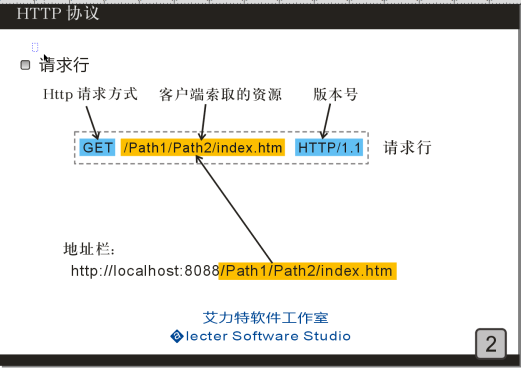 HTTP 协议
请求行
Http 请求方式 客户端索取的资源 版本号
GET /Path1/Path2/index.htm HTTP/1.1 请求行
地址栏:
http://localhost:8088/Path1/Path2/index.htm
艾力特软件工作室
alecter Software Studio
2